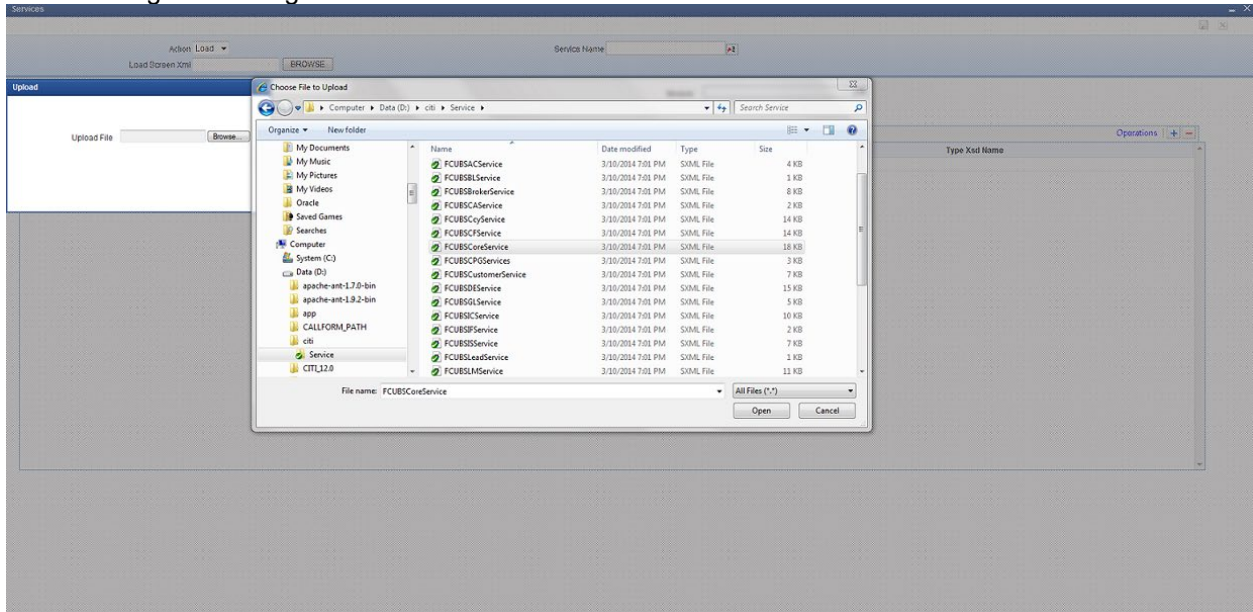 Services
Action Load
Service Name
Load Screen Xml
BROWSE
Upload
Upload File
Browse...
Choose File to Upload
Computer
Data (D:)
citi
Service
Search Service
Organize
New folder
My Documents
My Music
My Pictures
My Videos
Oracle
Saved Games
Searches
Computer
System (C:)
Data (D:)
apache-ant-1.7.0-bin
apache-ant-1.9.2-bin
app
CALLFORM_PATH
citi
Service
CITI_12.0
Name Date modified Type Size
FCUBSACService 3/10/2014 7:01 PM SXML File 4 KB
FCUBSBLService 3/10/2014 7:01 PM SXML File 1 KB
FCUBSBrokerService 3/10/2014 7:01 PM SXML File 8 KB
FCUBSCAService 3/10/2014 7:01 PM SXML File 2 KB
FCUBSCcyService 3/10/2014 7:01 PM SXML File 14 KB
FCUBSCFService 3/10/2014 7:01 PM SXML File 14 KB
FCUBSCoreService 3/10/2014 7:01 PM SXML File 18 KB
FCUBSCPGServices 3/10/2014 7:01 PM SXML File 3 KB
FCUBSCustomerService 3/10/2014 7:01 PM SXML File 7 KB
FCUBSDEService 3/10/2014 7:01 PM SXML File 15 KB
FCUBSGLService 3/10/2014 7:01 PM SXML File 5 KB
FCUBSICService 3/10/2014 7:01 PM SXML File 10 KB
FCUBSIFService 3/10/2014 7:01 PM SXML File 2 KB
FCUBSISService 3/10/2014 7:01 PM SXML File 7 KB
FCUBSLeadService 3/10/2014 7:01 PM SXML File 1 KB
FCUBSLMService 3/10/2014 7:01 PM SXML File 11 KB
File name: FCUBSCoreService
All Files (*.*)
Open
Cancel
Operations
Type Xsd Name